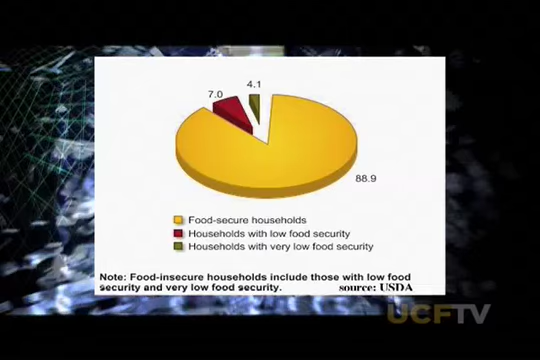 4.1
7.0
88.9
Food-secure households
Households with low food security
Households with very low food security
Note: Food-insecure households include those with low food
security and very low food security.
source: USDA
UCFTV